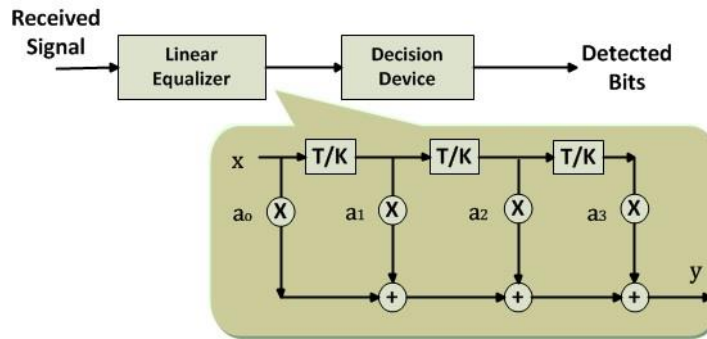 Received
Signal
Linear
Equalizer
Decision
Device
Detected
Bits
x T/K T/K T/K
a₀ X a₁ X a₂ X a₃ X
y
+ + +